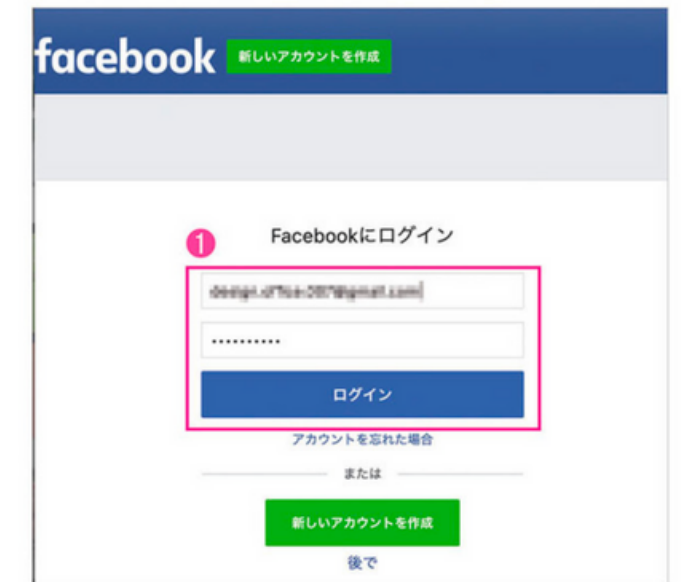 facebook 新しいアカウントを作成
Facebookにログイン
1
••••••••••
ログイン
アカウントを忘れた場合
または
新しいアカウントを作成
後で